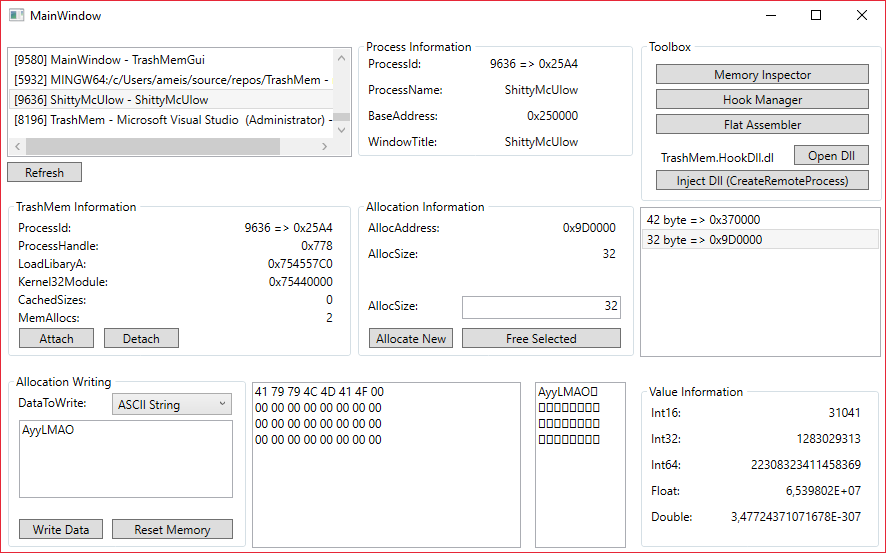 MainWindow
[9580] MainWindow - TrashMemGui
[5932] MINGW64:/c/Users/ameis/source/repos/TrashMem -
[9636] ShittyMcUlow - ShittyMcUlow
[8196] TrashMem - Microsoft Visual Studio (Administrator) -
Refresh
Process Information
ProcessId: 9636 => 0x25A4
ProcessName: ShittyMcUlow
BaseAddress: 0x250000
WindowTitle: ShittyMcUlow
Toolbox
Memory Inspector
Hook Manager
Flat Assembler
TrashMem.HookDll.dl Open Dll
Inject Dll (CreateRemoteProcess)
TrashMem Information
ProcessId: 9636 => 0x25A4
ProcessHandle: 0x778
LoadLibaryA: 0x754557C0
Kernel32Module: 0x75440000
CachedSizes: 0
MemAllocs: 2
Attach Detach
Allocation Information
AllocAddress: 0x9D0000
AllocSize: 32
AllocSize: 32
Allocate New Free Selected
42 byte => 0x370000
32 byte => 0x9D0000
Allocation Writing
DataToWrite: ASCII String
AyyLMAO
Write Data Reset Memory
41 79 79 4C 4D 41 4F 00
00 00 00 00 00 00 00 00
00 00 00 00 00 00 00 00
00 00 00 00 00 00 00 00
AyyLMAO▯
▯▯▯▯▯▯▯▯
▯▯▯▯▯▯▯▯
▯▯▯▯▯▯▯▯
Value Information
Int16: 31041
Int32: 1283029313
Int64: 22308323411458369
Float: 6,539802E+07
Double: 3,47724371071678E-307